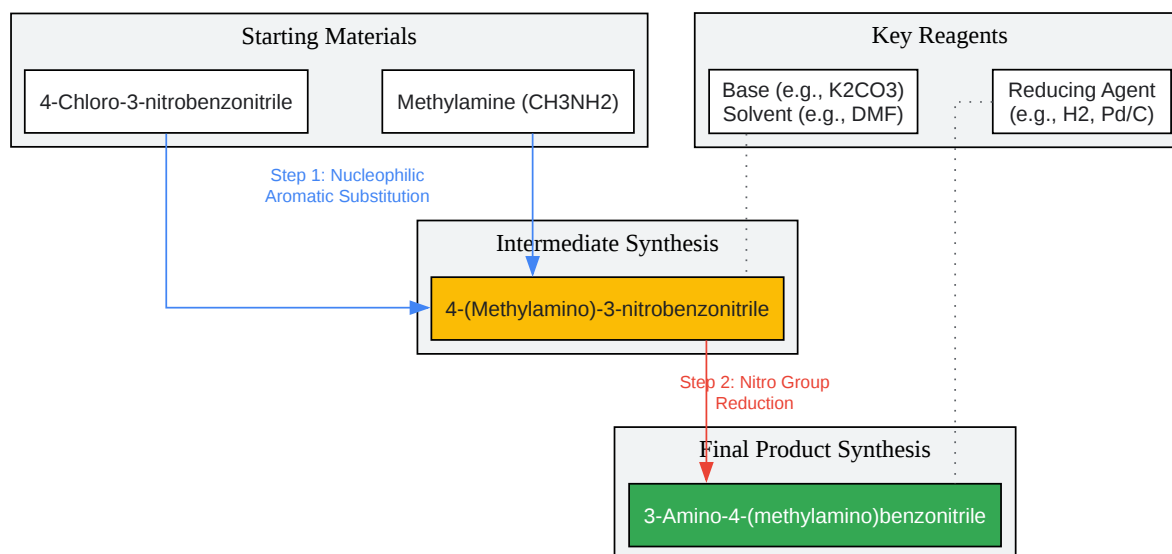 Starting Materials
4-Chloro-3-nitrobenzonitrile
Methylamine (CH3NH2)
Key Reagents
Base (e.g., K2CO3)
Solvent (e.g., DMF)
Reducing Agent
(e.g., H2, Pd/C)
Step 1: Nucleophilic
Aromatic Substitution
Intermediate Synthesis
4-(Methylamino)-3-nitrobenzonitrile
Step 2: Nitro Group
Reduction
Final Product Synthesis
3-Amino-4-(methylamino)benzonitrile